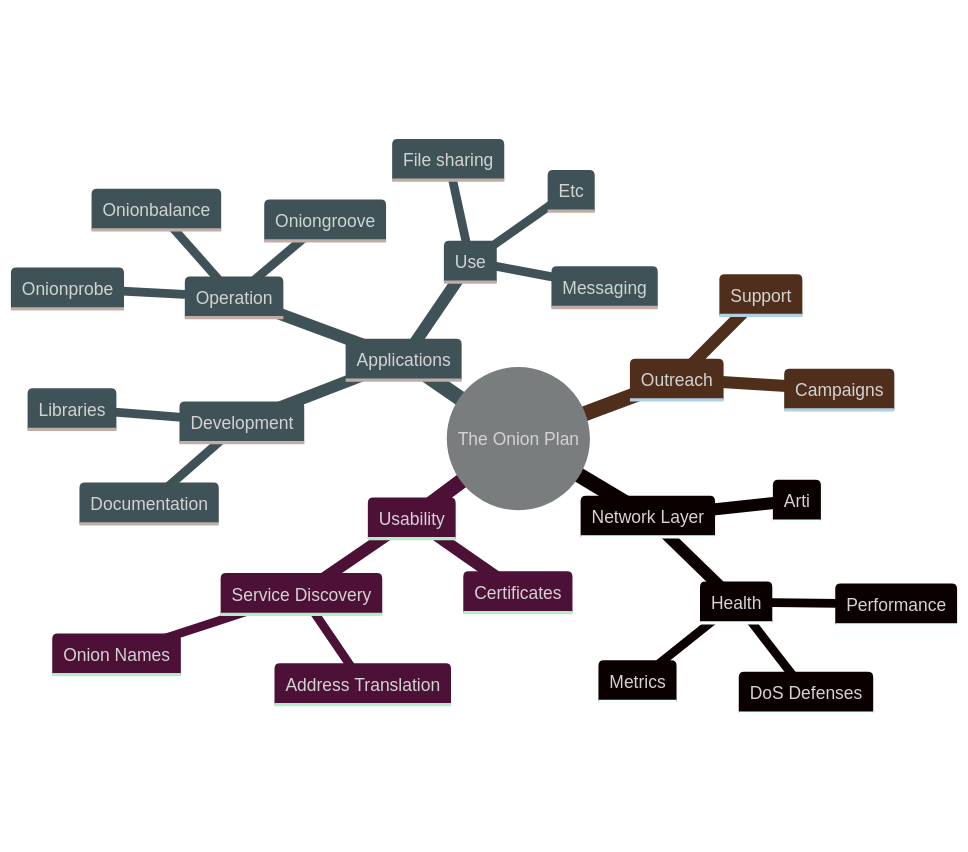 File sharing
Etc
Onionbalance
Oniongroove
Use
Onionprobe
Messaging
Operation
Support
Applications
Outreach
Campaigns
Libraries
Development
The Onion Plan
Documentation
Usability
Network Layer
Arti
Service Discovery
Certificates
Health
Performance
Onion Names
Address Translation
Metrics
DoS Defenses